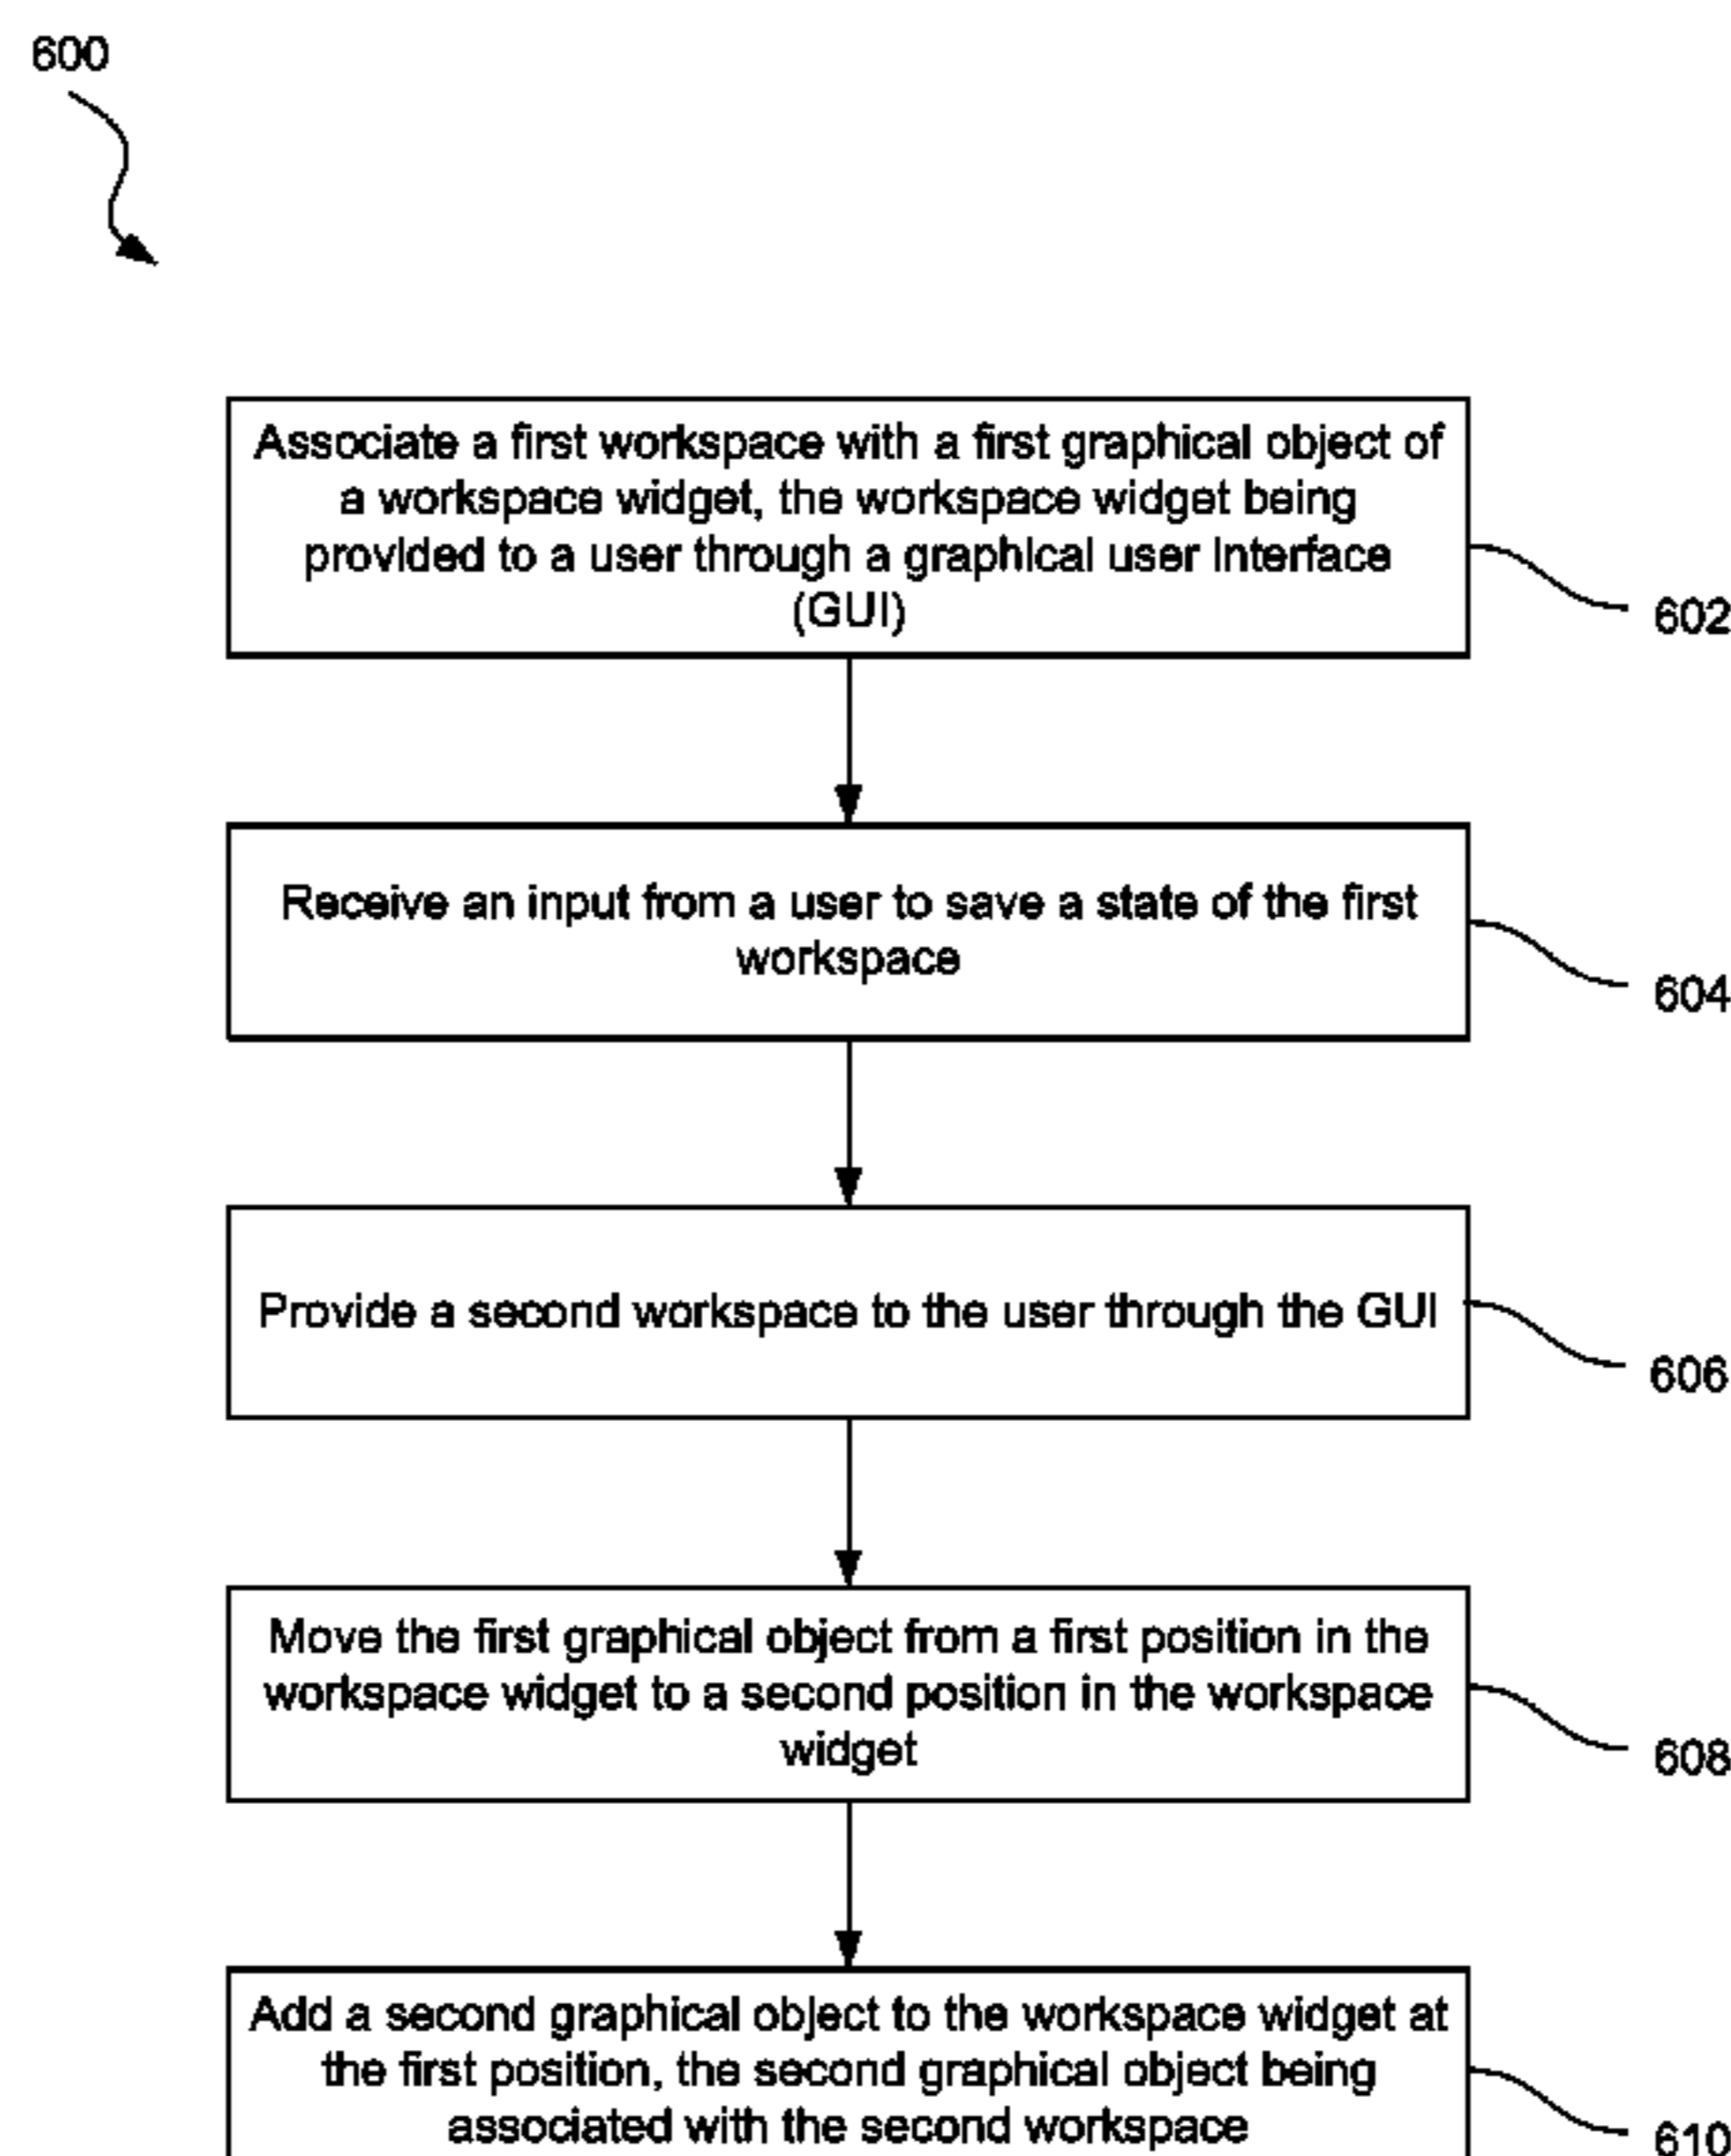 600
Associate a first workspace with a first graphical object of
a workspace widget, the workspace widget being
provided to a user through a graphical user interface
(GUI)
602
Receive an input from a user to save a state of the first
workspace
604
Provide a second workspace to the user through the GUI
606
Move the first graphical object from a first position in the
workspace widget to a second position in the workspace
widget
608
Add a second graphical object to the workspace widget at
the first position, the second graphical object being
associated with the second workspace
610